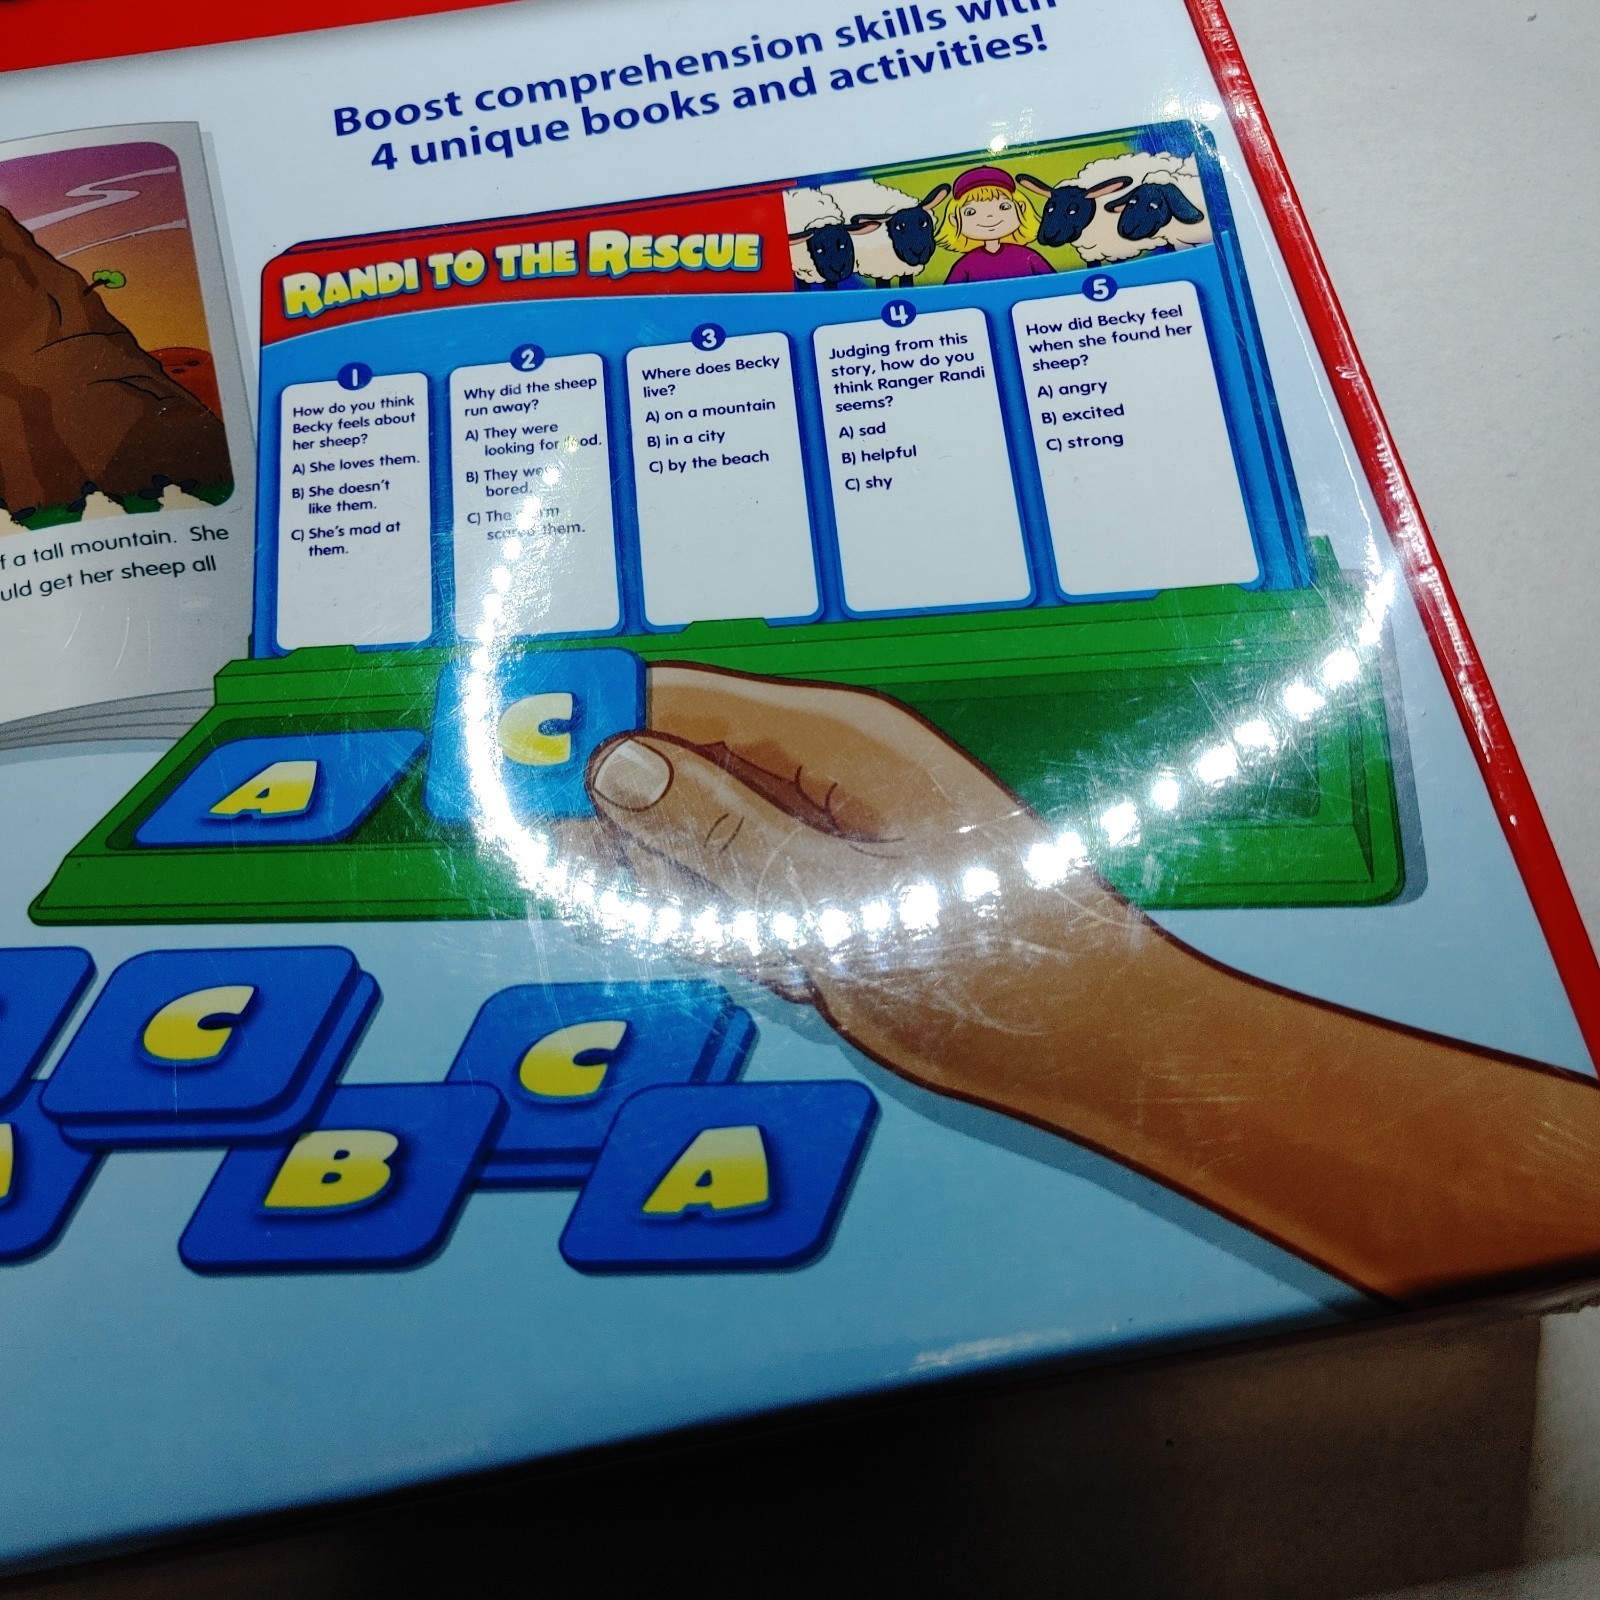 Boost comprehension skills with
4 unique books and activities!
RANDI TO THE RESCUE
1
How do you think
Becky feels about
her sheep?
A) She loves them.
B) She doesn't
like them.
C) She's mad at
them.
2
Why did the sheep
run away?
A) They were
looking for
B) They
bored.
C)
them.
3
Where does Becky
live?
A) on a mountain
B) in a city
C) by the beach
4
Judging from this
story, how do you
think Ranger Randi
seems?
A) sad
B) helpful
C) shy
5
How did Becky feel
when she found her
sheep?
A) angry
B) excited
C) strong
f a tall mountain. She
uld get her sheep all
A
C
C
C
B
A